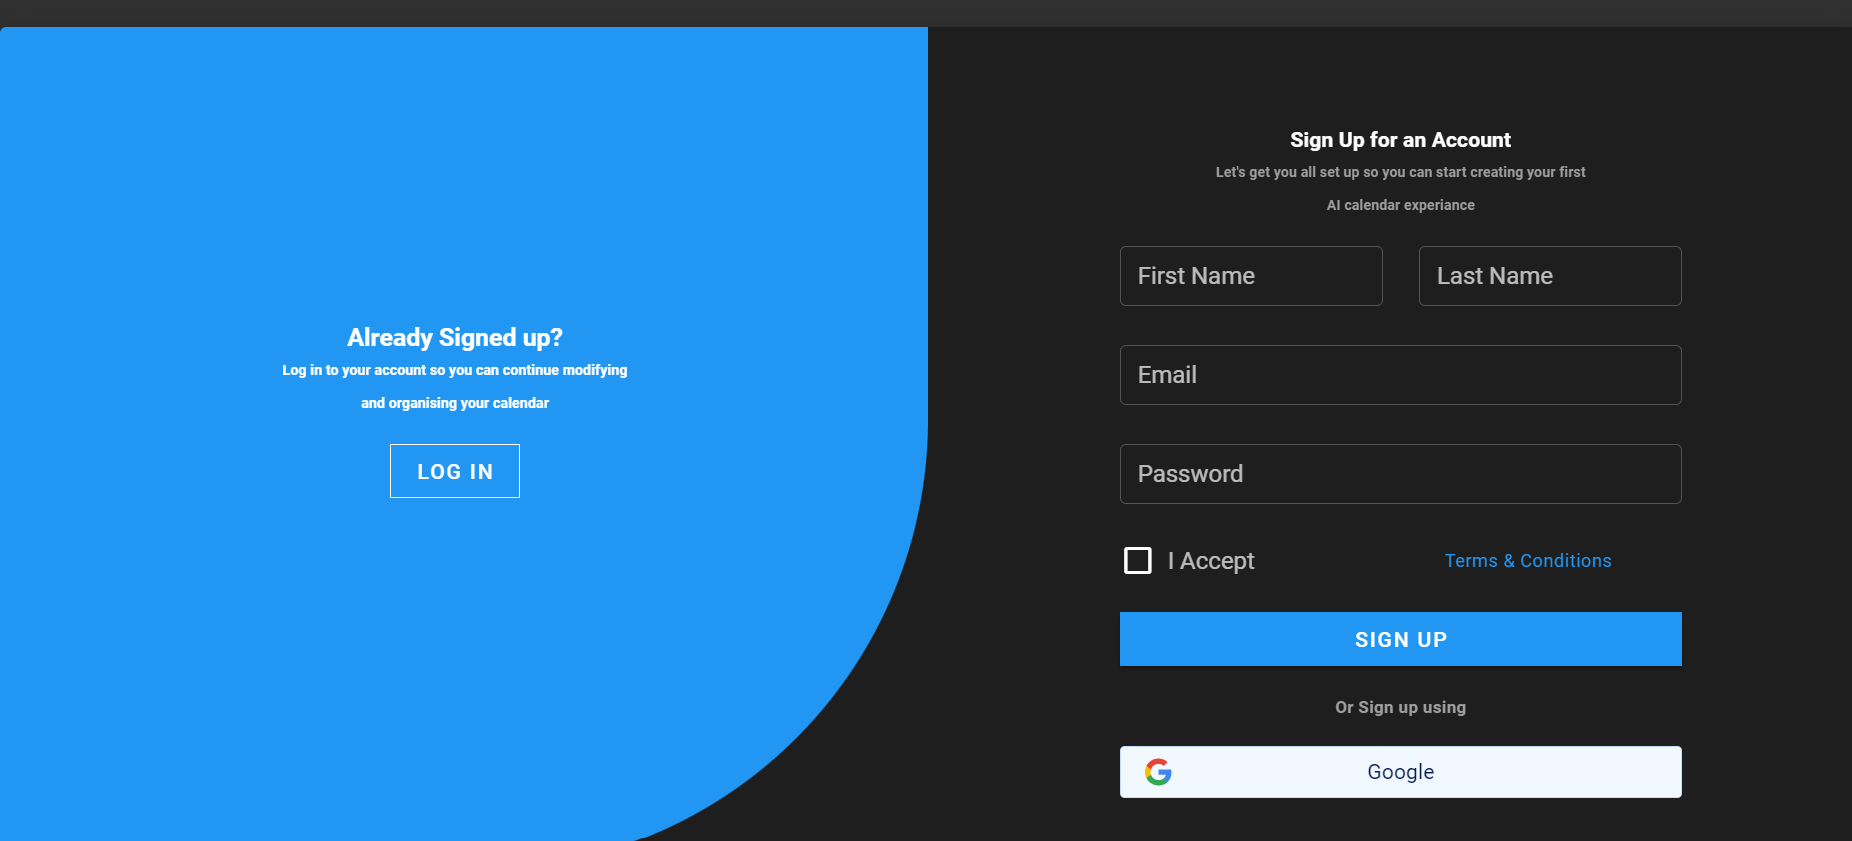 Already Signed up?
Log in to your account so you can continue modifying
and organising your calendar
LOG IN
Sign Up for an Account
Let's get you all set up so you can start creating your first
AI calendar experiance
First Name
Last Name
Email
Password
I Accept
Terms & Conditions
SIGN UP
Or Sign up using
Google